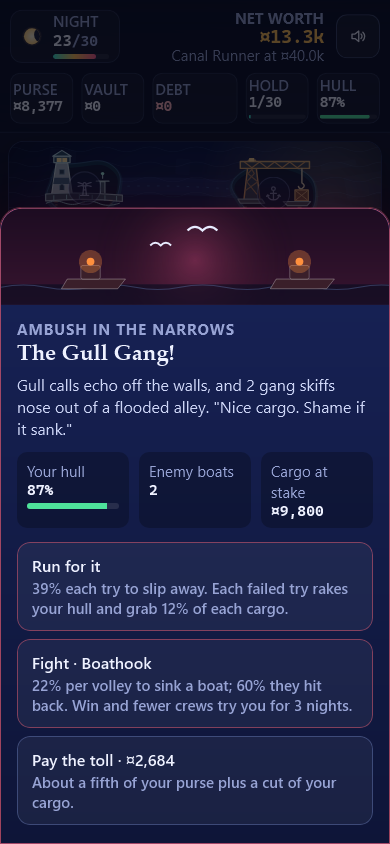 NIGHT
23/30
NET WORTH
¤13.3k
Canal Runner at ¤40.0k
PURSE
¤8,377
VAULT
¤0
DEBT
¤0
HOLD
1/30
HULL
87%
AMBUSH IN THE NARROWS
The Gull Gang!
Gull calls echo off the walls, and 2 gang skiffs
nose out of a flooded alley. "Nice cargo. Shame if
it sank."
Your hull
87%
Enemy boats
2
Cargo at
stake
¤9,800
Run for it
39% each try to slip away. Each failed try rakes
your hull and grab 12% of each cargo.
Fight · Boathook
22% per volley to sink a boat; 60% they hit
back. Win and fewer crews try you for 3 nights.
Pay the toll · ¤2,684
About a fifth of your purse plus a cut of your
cargo.